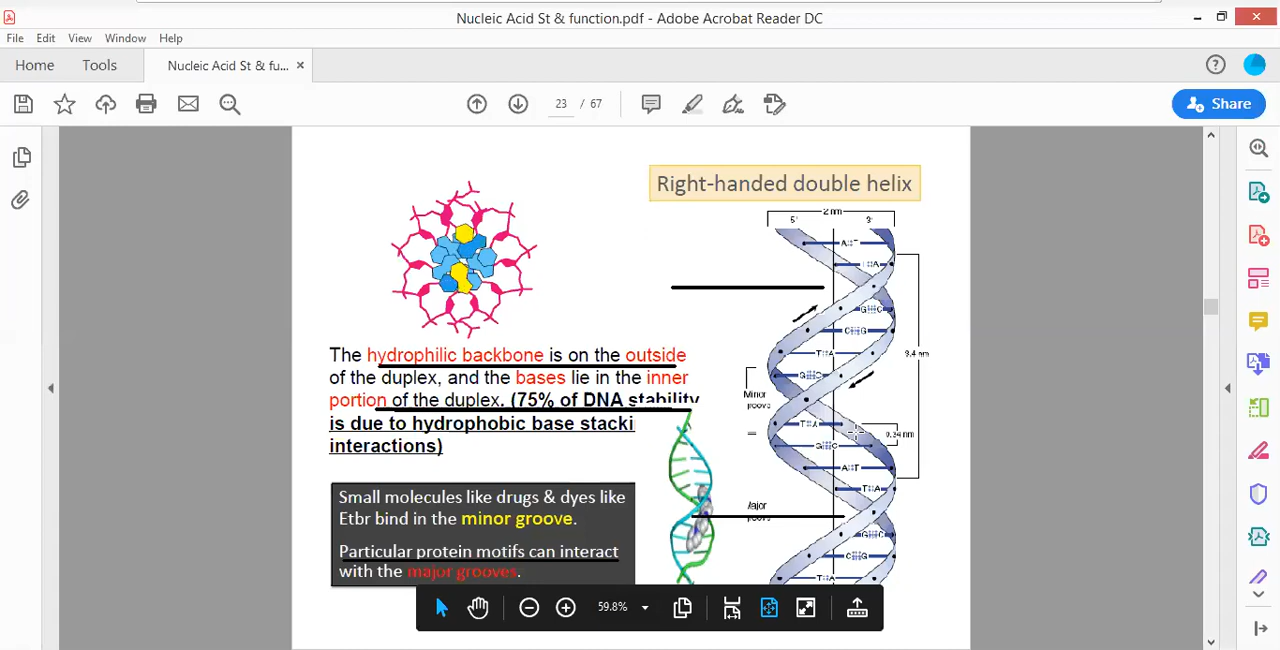 Nucleic Acid St & function.pdf - Adobe Acrobat Reader DC
File Edit View Window Help
Home Tools Nucleic Acid St & fu... ×
23 / 67
Share
Right-handed double helix
2 nm
5' 3'
A T
T A
G C
C G
T A
3.4 nm
G C
Minor
groove
T A
0.34 nm
G C
A T
T A
Major
G C
C G
T A
The hydrophilic backbone is on the outside
of the duplex, and the bases lie in the inner
portion of the duplex. (75% of DNA stability
is due to hydrophobic base stacki
interactions)
Small molecules like drugs & dyes like
Etbr bind in the minor groove.
Particular protein motifs can interact
with the major grooves.
59.8%